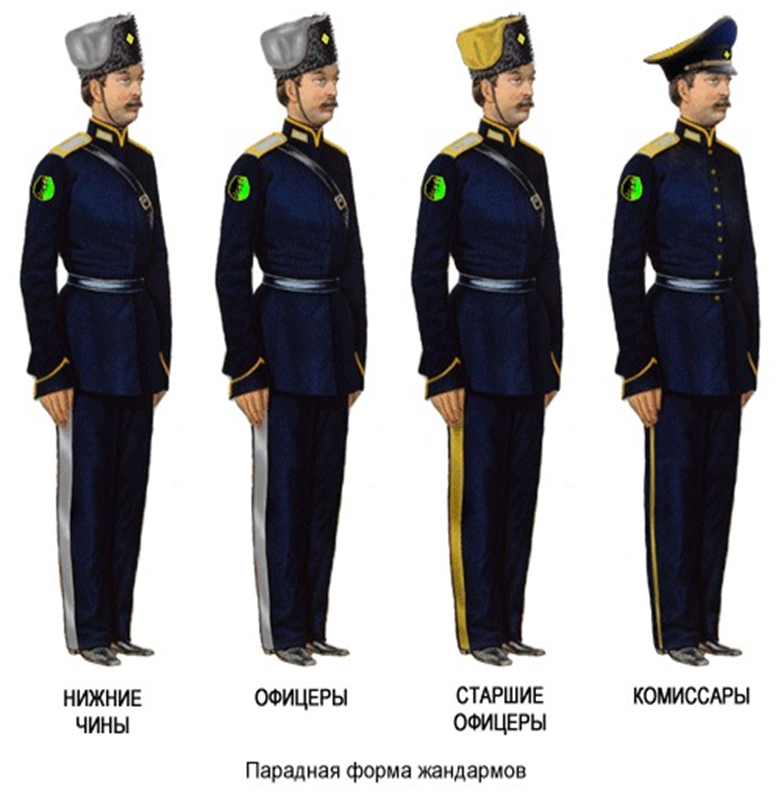 НИЖНИЕ
ЧИНЫ
ОФИЦЕРЫ
СТАРШИЕ
ОФИЦЕРЫ
КОМИССАРЫ
Парадная форма жандармов